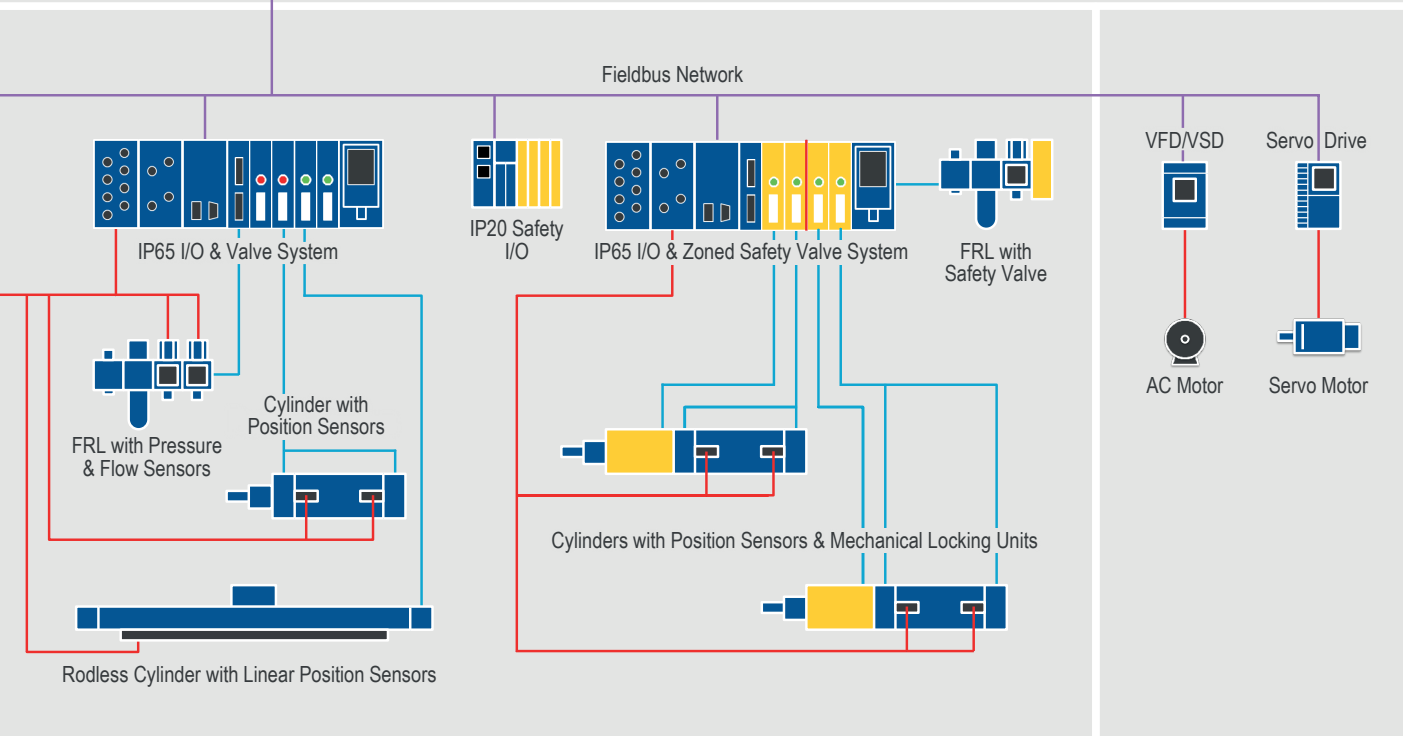 Fieldbus Network
VFD/VSD
Servo Drive
IP20 Safety
I/O
IP65 I/O & Valve System
IP65 I/O & Zoned Safety Valve System
FRL with
Safety Valve
AC Motor
Servo Motor
Cylinder with
Position Sensors
FRL with Pressure
& Flow Sensors
Cylinders with Position Sensors & Mechanical Locking Units
Rodless Cylinder with Linear Position Sensors